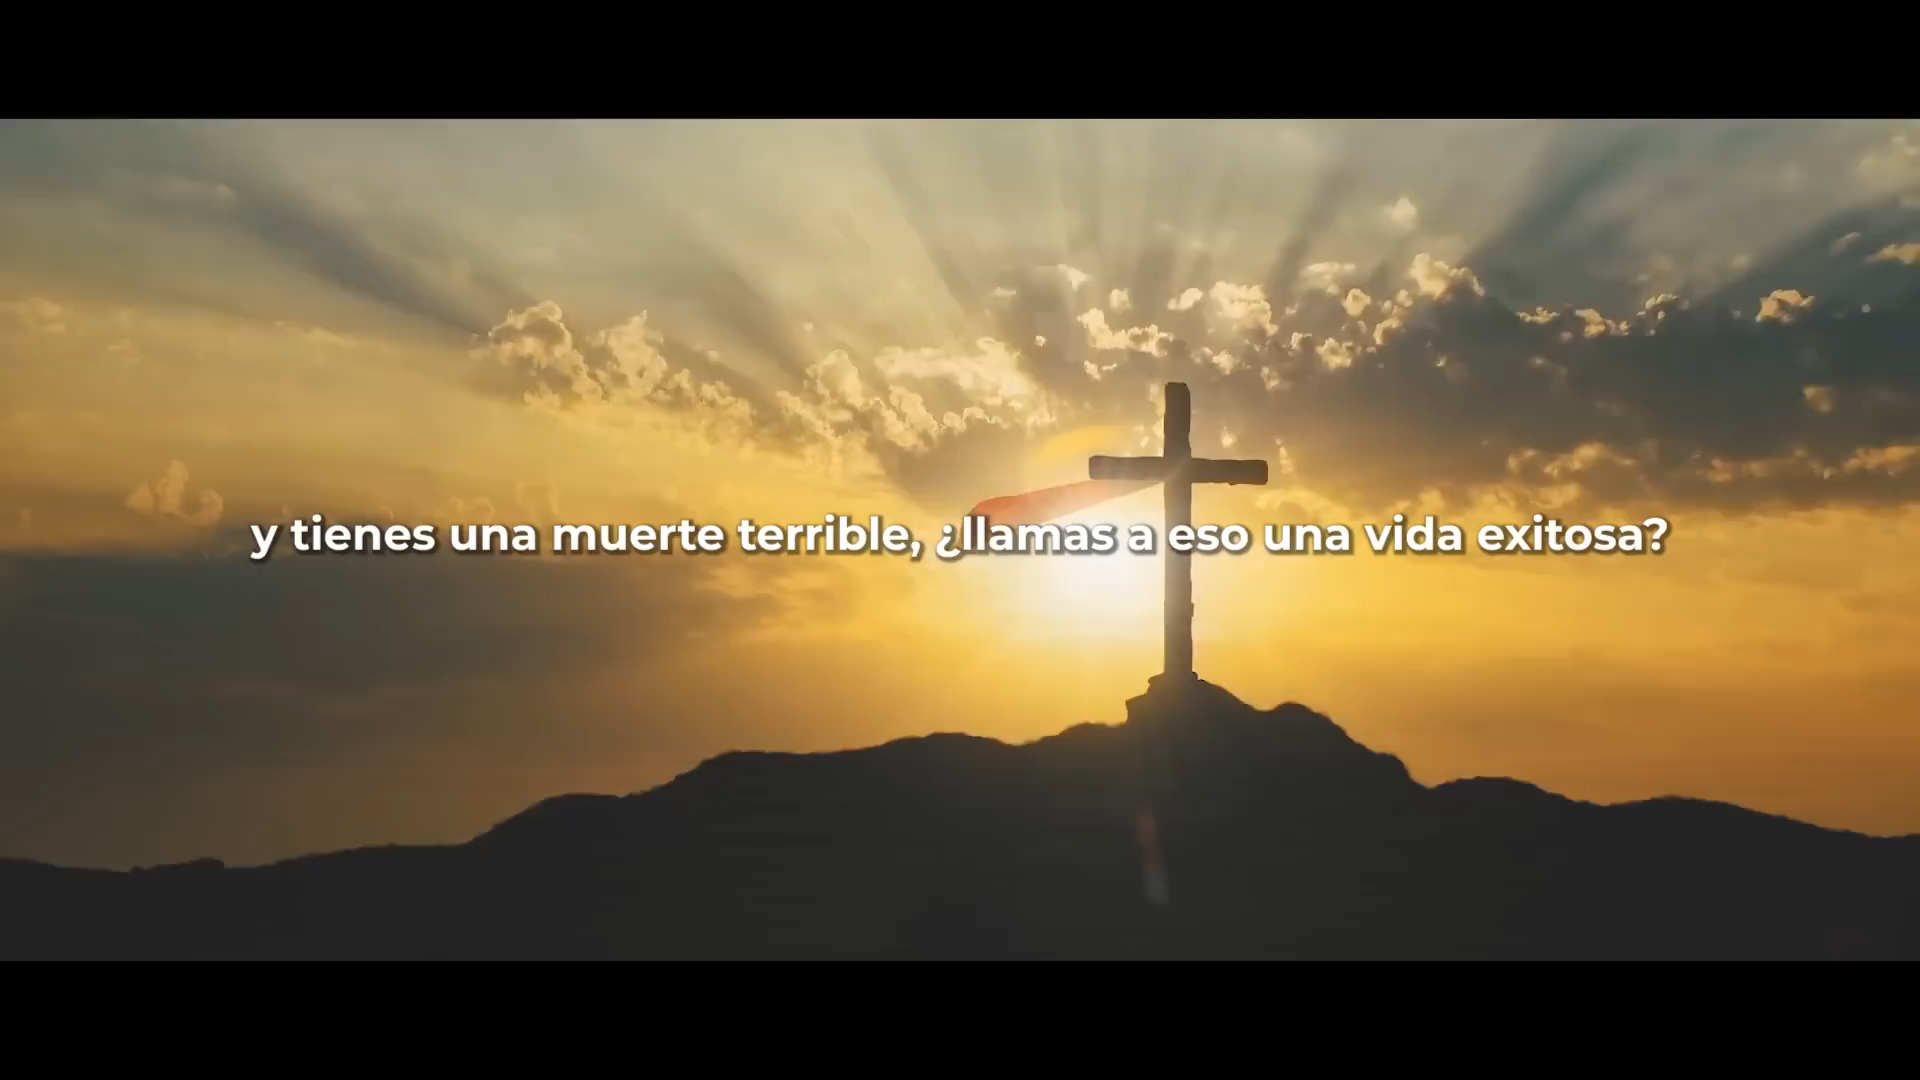 y tienes una muerte terrible, ¿llamas a eso una vida exitosa?